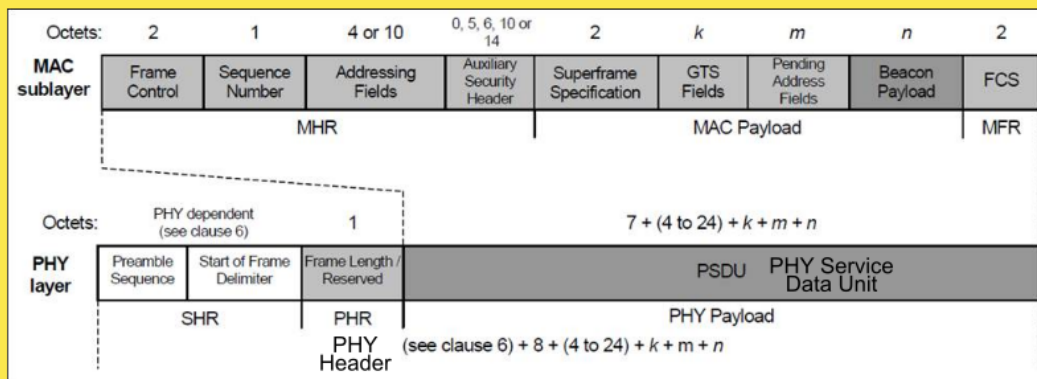 Octets: 2 1 4 or 10 0, 5, 6, 10 or 14 2 k m n 2
MAC sublayer
Frame Control
Sequence Number
Addressing Fields
Auxiliary Security Header
Superframe Specification
GTS Fields
Pending Address Fields
Beacon Payload
FCS
MHR MAC Payload MFR
Octets: PHY dependent (see clause 6) 1 7 + (4 to 24) + k + m + n
PHY layer
Preamble Sequence
Start of Frame Delimiter
Frame Length / Reserved
PSDU PHY Service Data Unit
SHR PHR PHY Payload
PHY Header
(see clause 6) + 8 + (4 to 24) + k + m + n